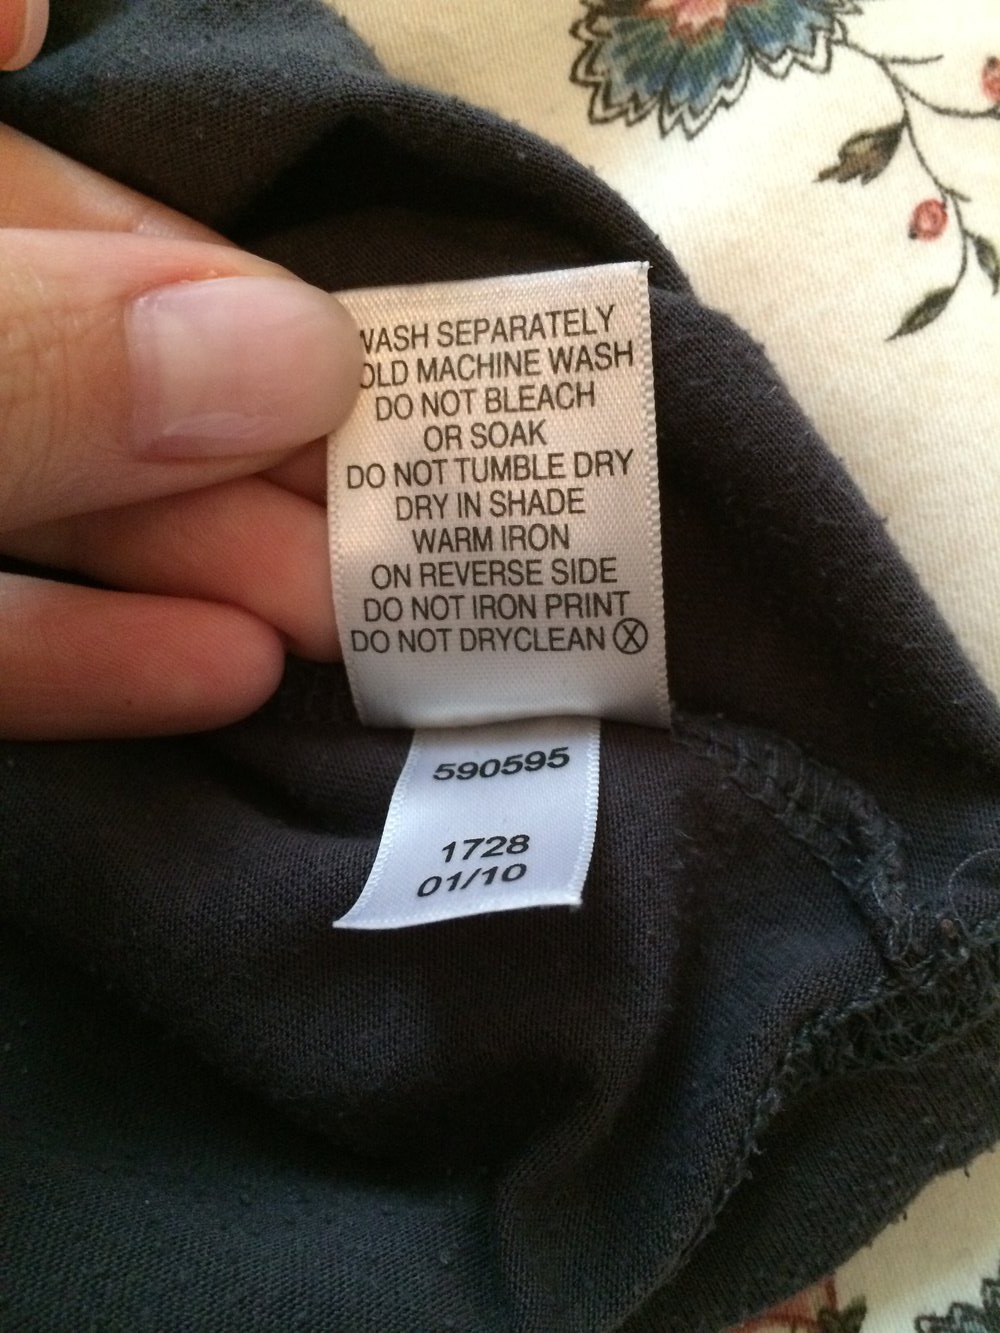 WASH SEPARATELY
OLD MACHINE WASH
DO NOT BLEACH
OR SOAK
DO NOT TUMBLE DRY
DRY IN SHADE
WARM IRON
ON REVERSE SIDE
DO NOT IRON PRINT
DO NOT DRYCLEAN Ⓧ
590595
1728
01/10